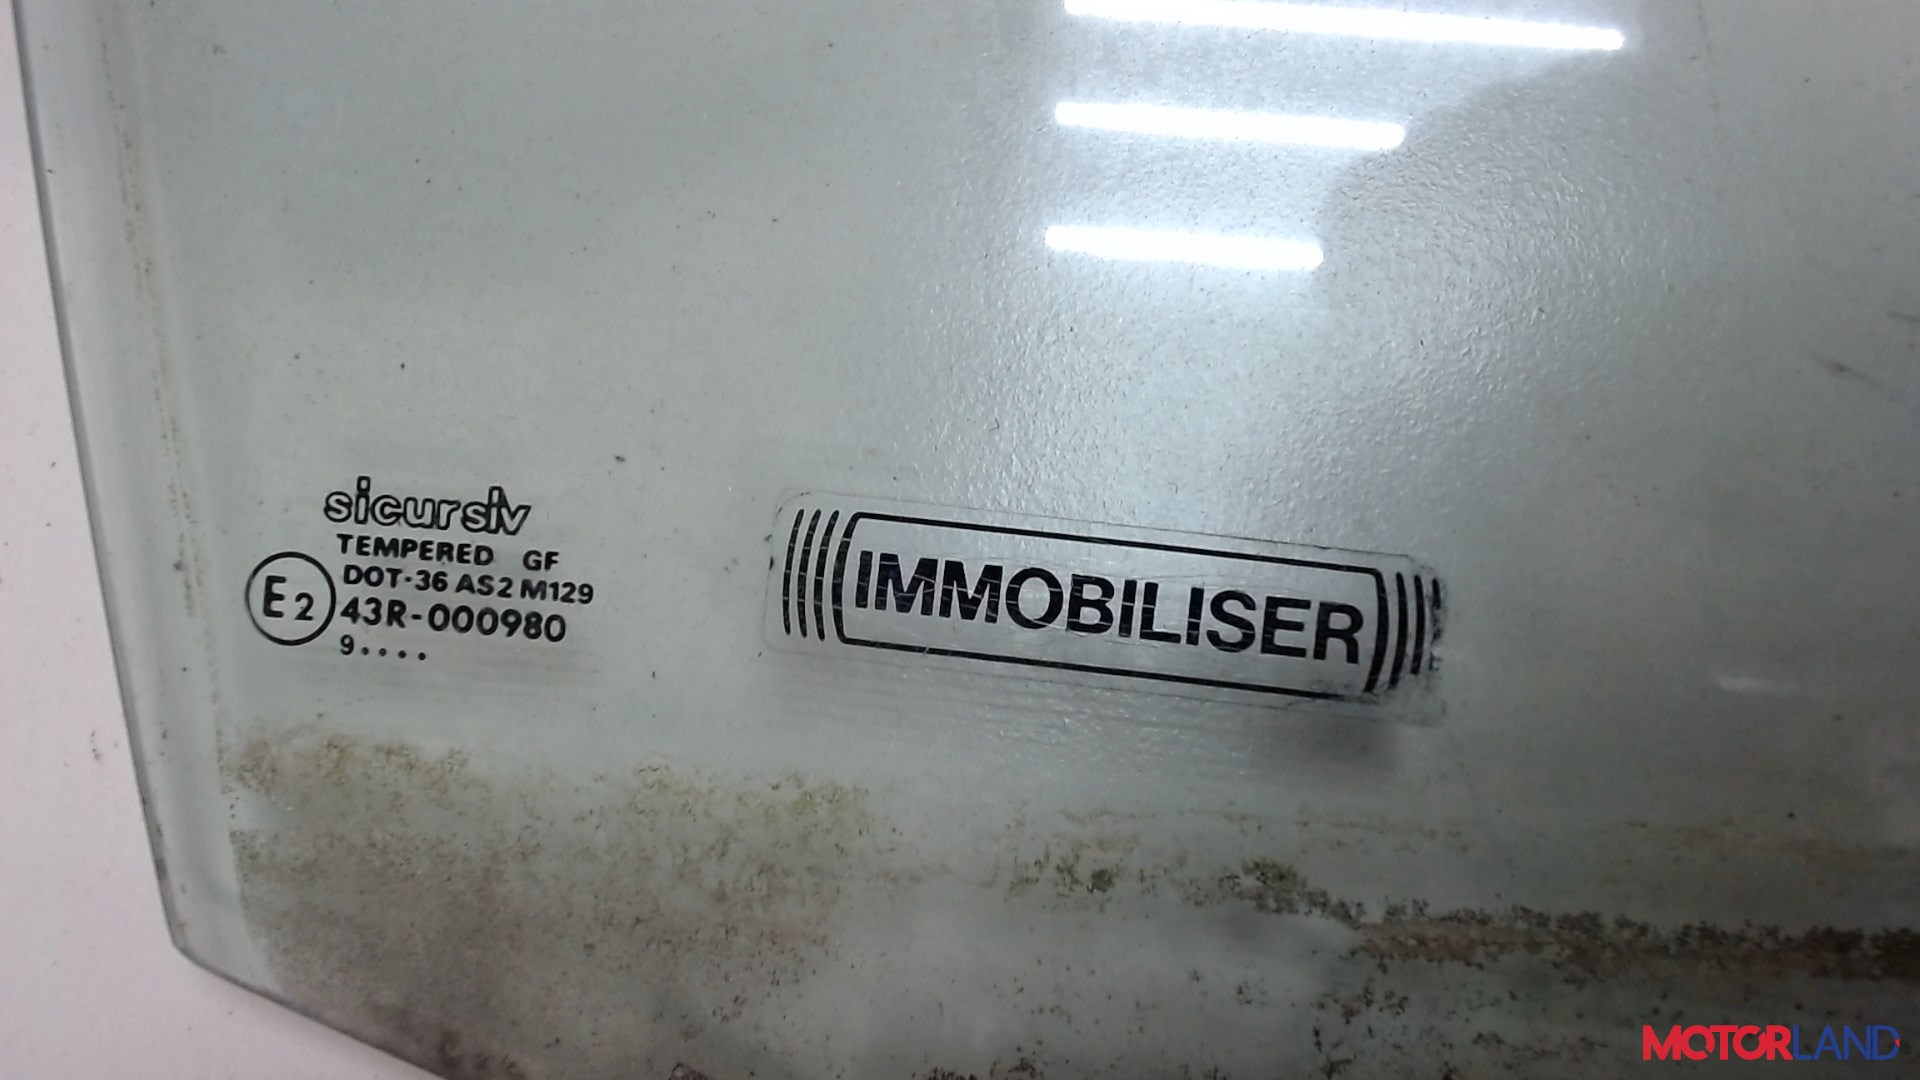 sicursiv
TEMPERED GF
DOT-36 AS2 M129
E2 43R-000980
9....
IMMOBILISER
MOTORLAND